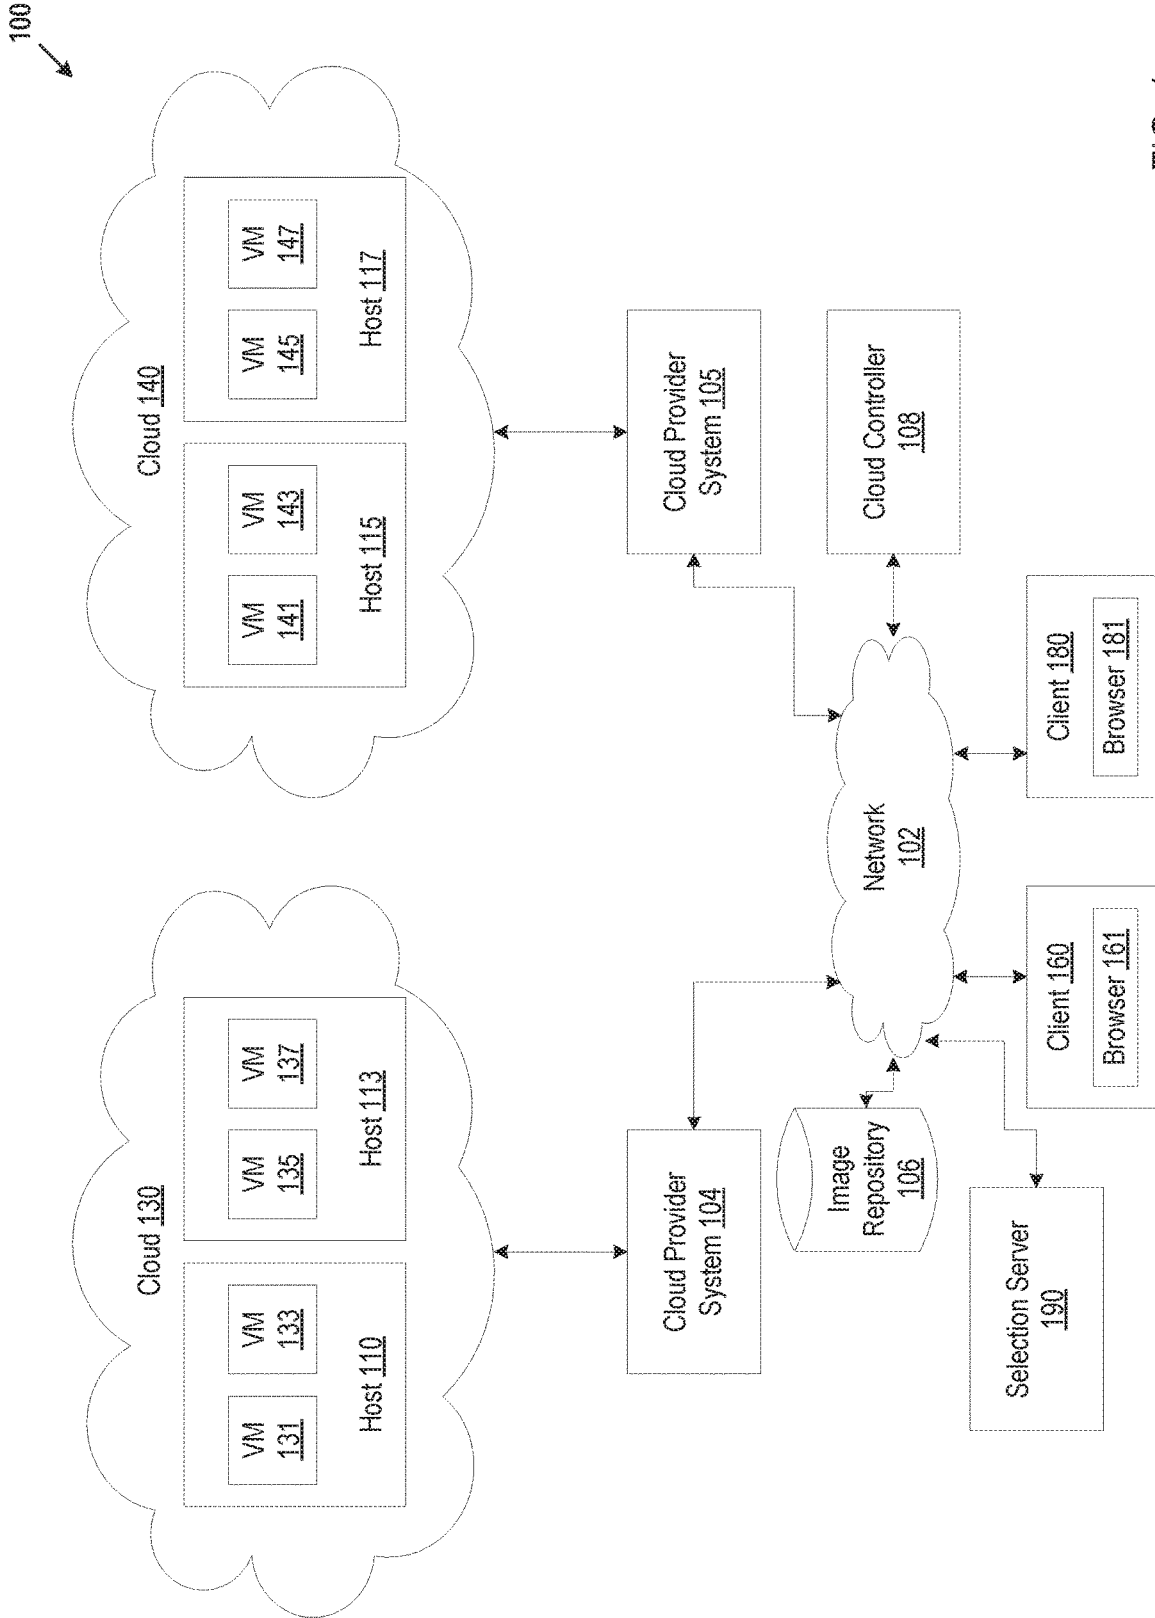 100
Cloud 130
VM
131
VM
133
Host 110
VM
135
VM
137
Host 113
Cloud 140
VM
141
VM
143
Host 115
VM
145
VM
147
Host 117
Cloud Provider
System 104
Cloud Provider
System 105
Image
Repository
106
Network
102
Cloud Controller
108
Selection Server
190
Client 160
Browser 161
Client 180
Browser 181